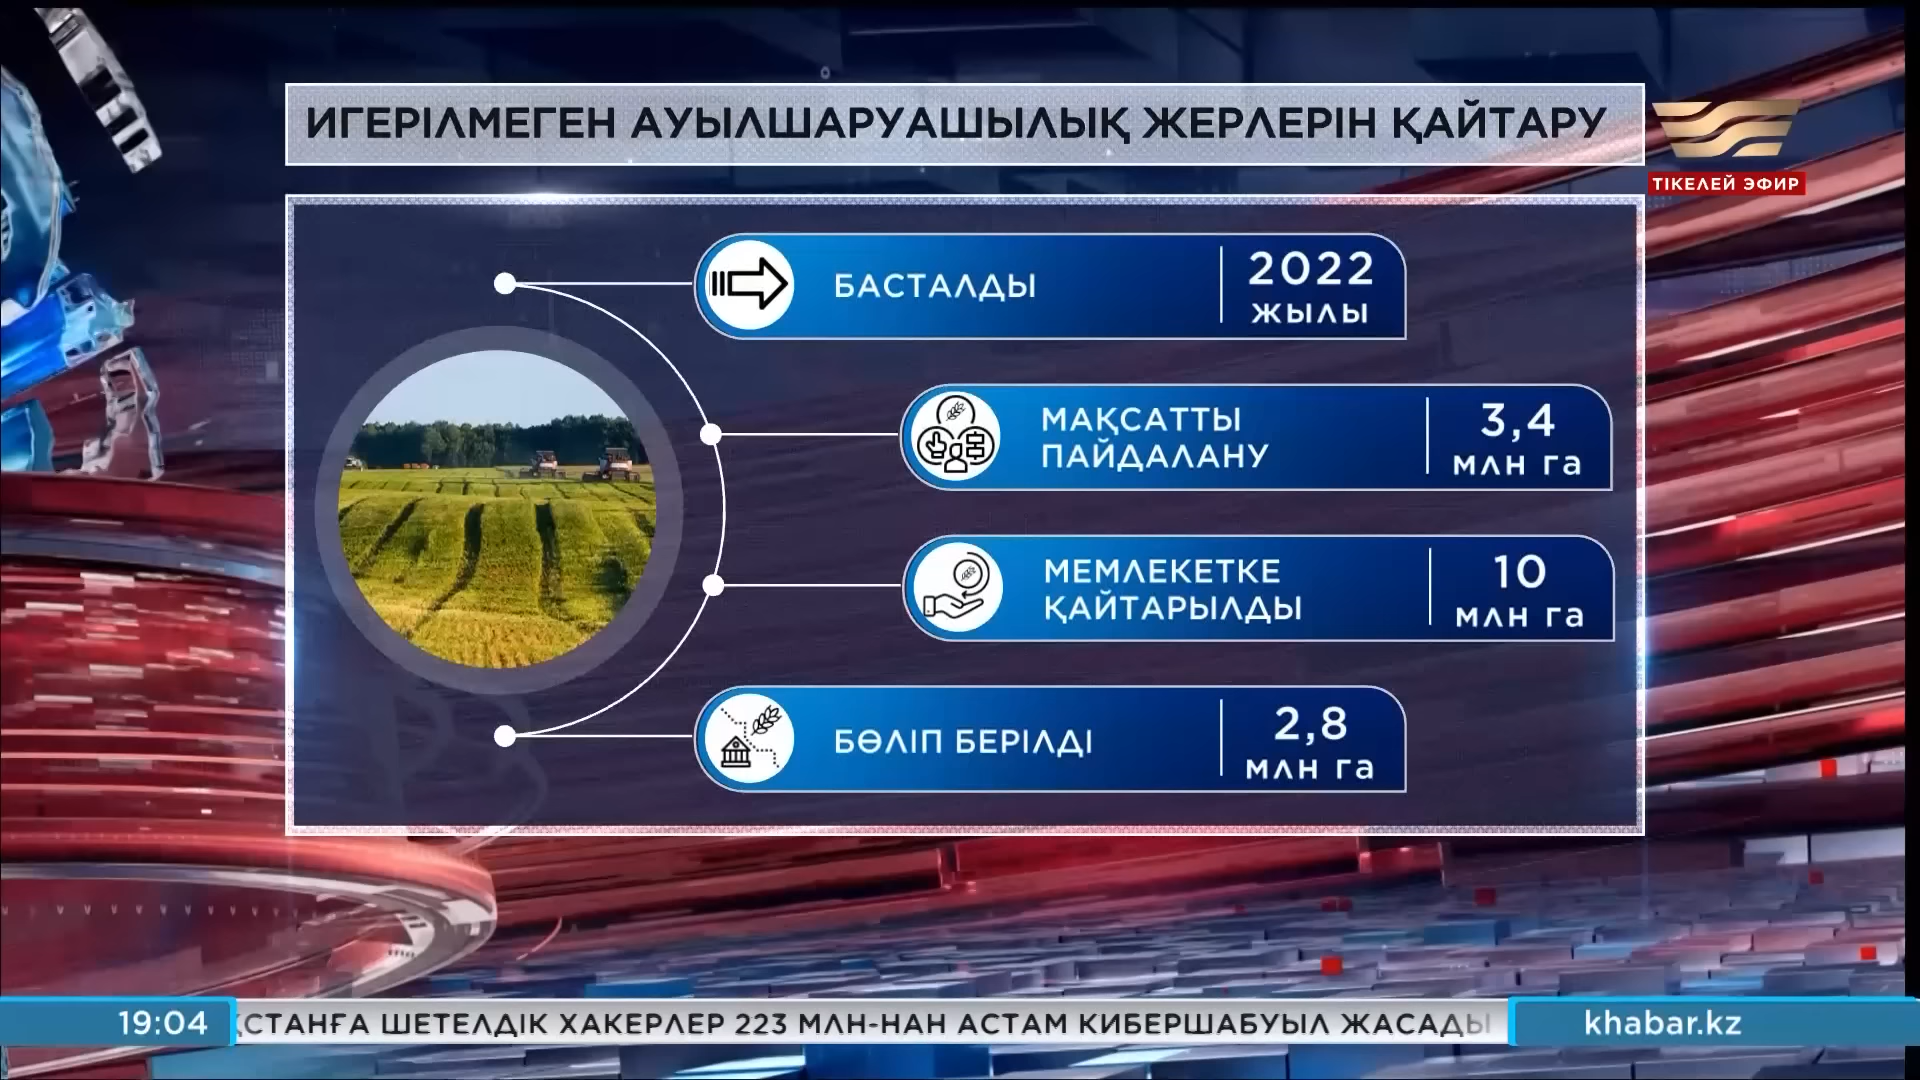 ИГЕРІЛМЕГЕН АУЫЛШАРУАШЫЛЫҚ ЖЕРЛЕРІН ҚАЙТАРУ
ТІКЕЛЕЙ ЭФИР
БАСТАЛДЫ
2022
ЖЫЛЫ
МАҚСАТТЫ
ПАЙДАЛАНУ
3,4
МЛН ГА
МЕМЛЕКЕТКЕ
ҚАЙТАРЫЛДЫ
10
МЛН ГА
БӨЛІП БЕРІЛДІ
2,8
МЛН ГА
19:04
ҚСТАНҒА ШЕТЕЛДІК ХАКЕРЛЕР 223 МЛН-НАН АСТАМ КИБЕРШАБУЫЛ ЖАСАДЫ
khabar.kz